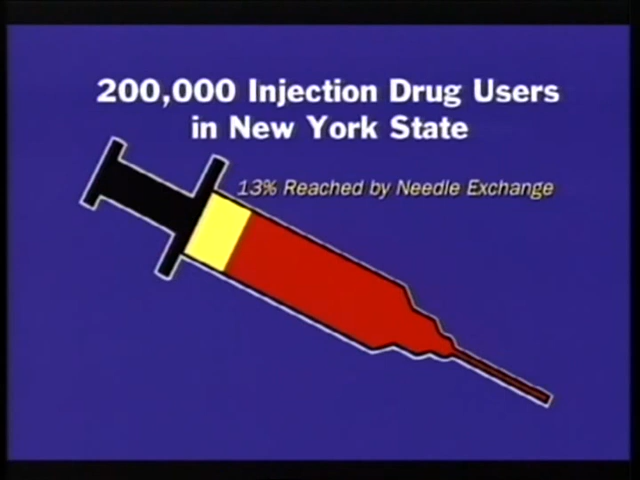 200,000 Injection Drug Users
in New York State
13% Reached by Needle Exchange